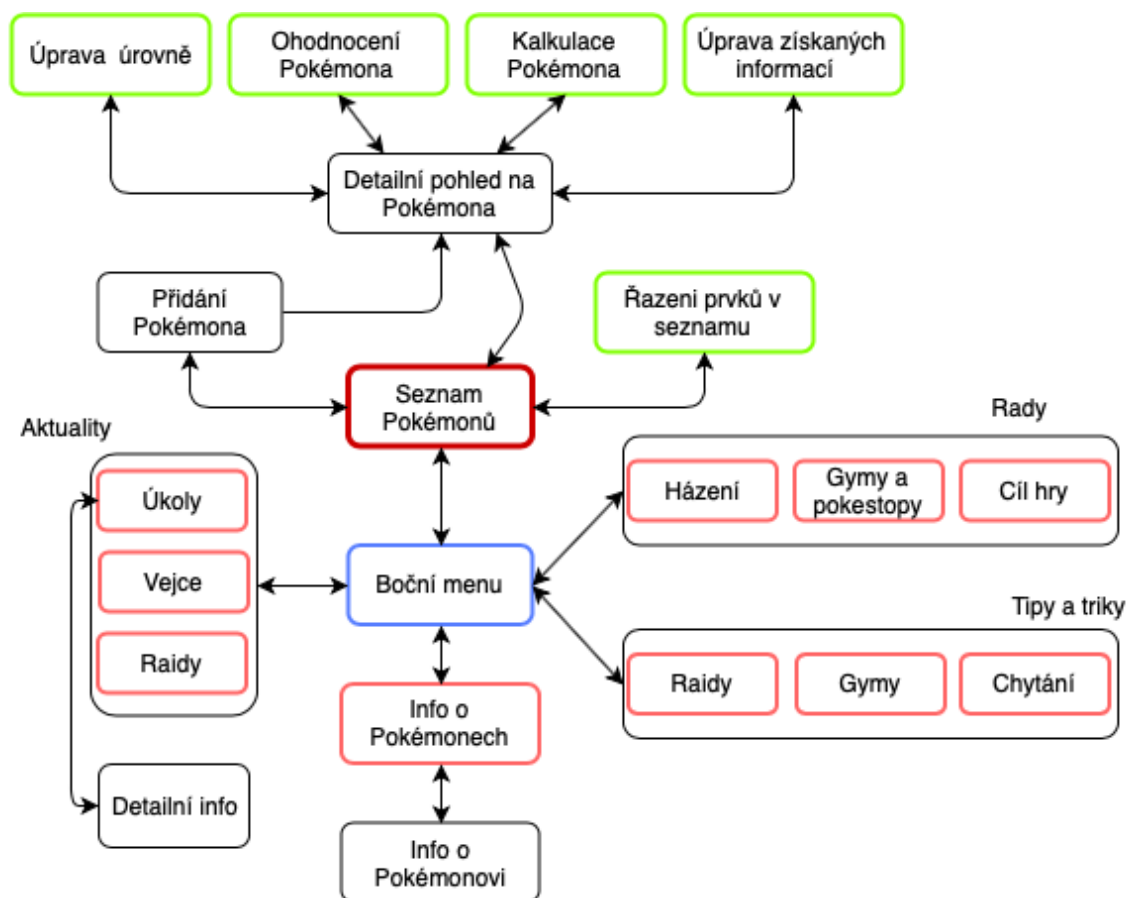 Úprava úrovně
Ohodnocení
Pokémona
Kalkulace
Pokémona
Úprava získaných
informací
Detailní pohled na
Pokémona
Přidání
Pokémona
Řazeni prvků v
seznamu
Seznam
Pokémonů
Aktuality
Rady
Úkoly
Vejce
Raidy
Házení
Gymy a
pokestopy
Cíl hry
Boční menu
Tipy a triky
Raidy
Gymy
Chytání
Info o
Pokémonech
Detailní info
Info o
Pokémonovi